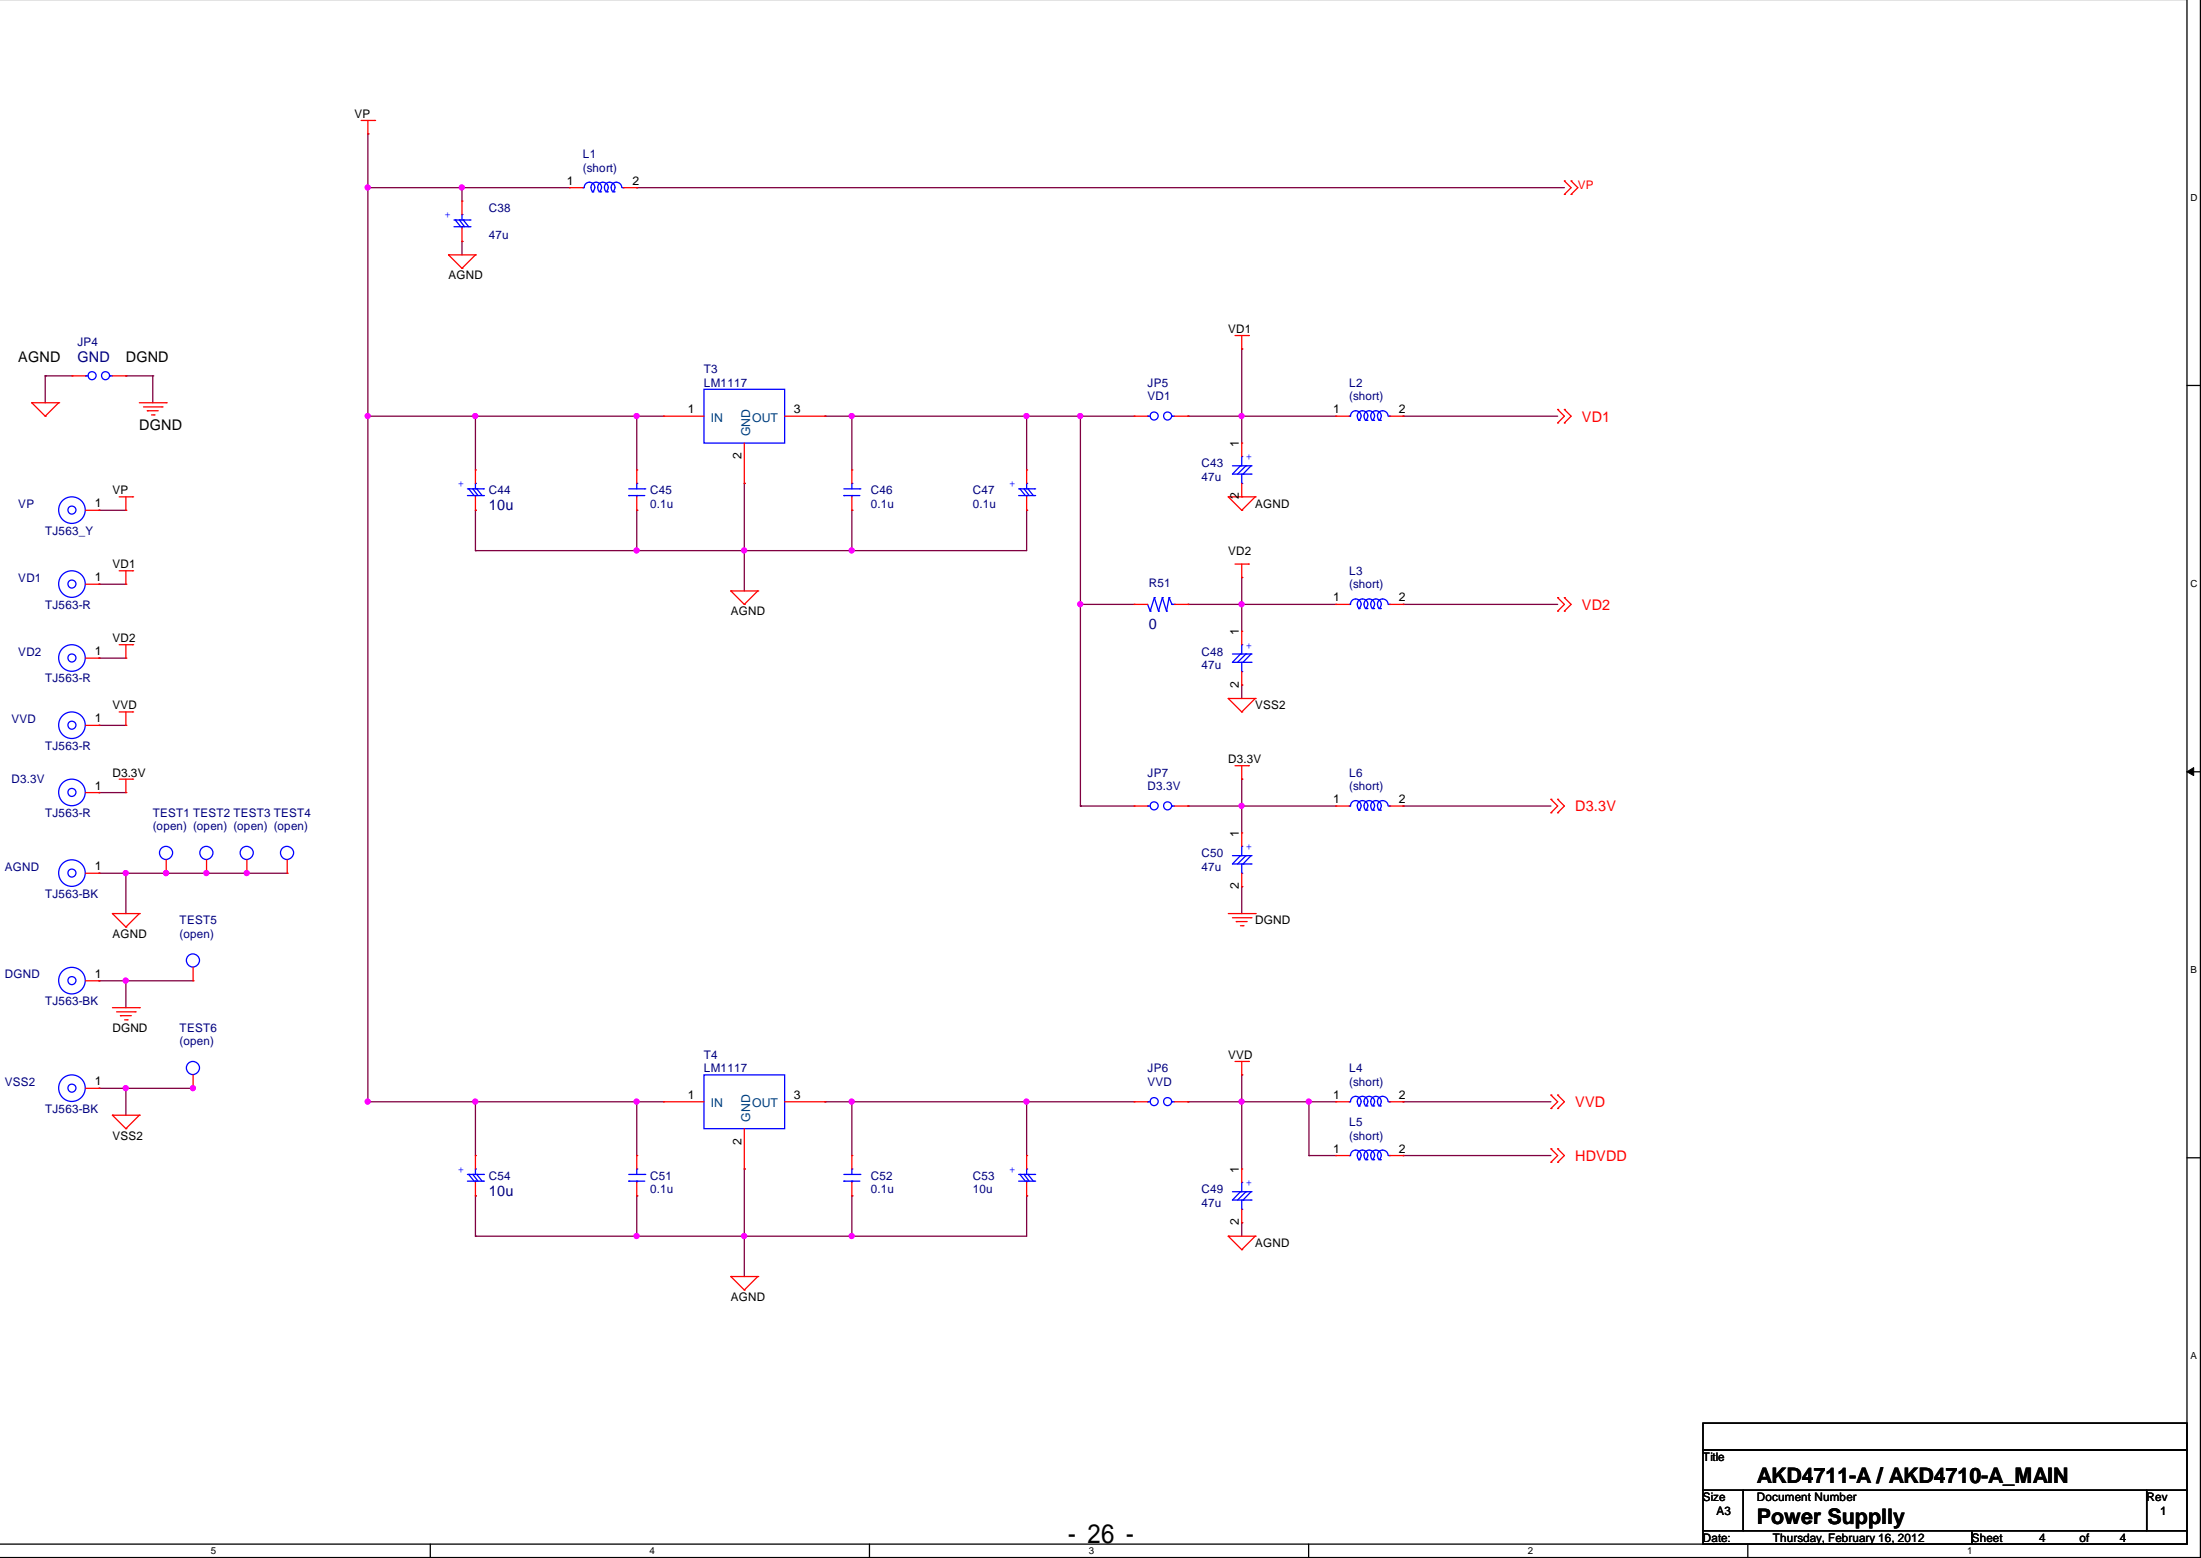 VP
L1
(short)
1 2
VP
C38
+
47u
AGND
D
JP4
AGND GND DGND
DGND
VP 1 VP
TJ563_Y
VD1 1 VD1
TJ563-R
VD2 1 VD2
TJ563-R
VVD 1 VVD
TJ563-R
D3.3V 1 D3.3V
TJ563-R
TEST1 TEST2 TEST3 TEST4
(open) (open) (open) (open)
AGND 1
TJ563-BK
AGND
TEST5
(open)
DGND 1
TJ563-BK
DGND
TEST6
(open)
VSS2 1
TJ563-BK
VSS2
T3
LM1117
1 IN GND OUT 3
2
+ C44
10u
C45
0.1u
C46
0.1u
C47 +
0.1u
AGND
VD1
JP5
VD1
L2
(short)
1 2
VD1
1
C43 +
47u
2
AGND
VD2
R51
0
L3
(short)
1 2
VD2
C
1
C48 +
47u
2
VSS2
D3.3V
JP7
D3.3V
L6
(short)
1 2
D3.3V
1
C50 +
47u
2
DGND
B
T4
LM1117
1 IN GND OUT 3
2
+ C54
10u
C51
0.1u
C52
0.1u
C53 +
10u
AGND
VVD
JP6
VVD
L4
(short)
1 2
VVD
L5
(short)
1 2
HDVDD
1
C49 +
47u
2
AGND
A
Title
AKD4711-A / AKD4710-A_MAIN
Size Document Number Rev
A3 Power Supplly 1
Date: Thursday, February 16, 2012 Sheet 4 of 4
- 26 -
5 4 3 2 1